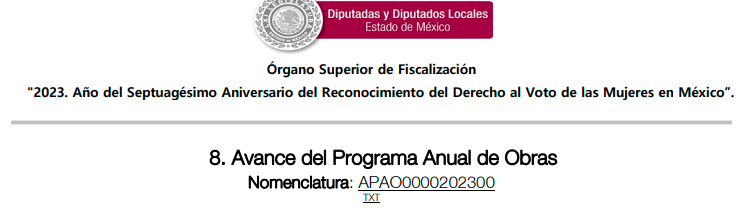 Diputadas y Diputados Locales
Estado de México
Órgano Superior de Fiscalización
"2023. Año del Septuagésimo Aniversario del Reconocimiento del Derecho al Voto de las Mujeres en México".
8. Avance del Programa Anual de Obras
Nomenclatura: APAO0000202300
TXT